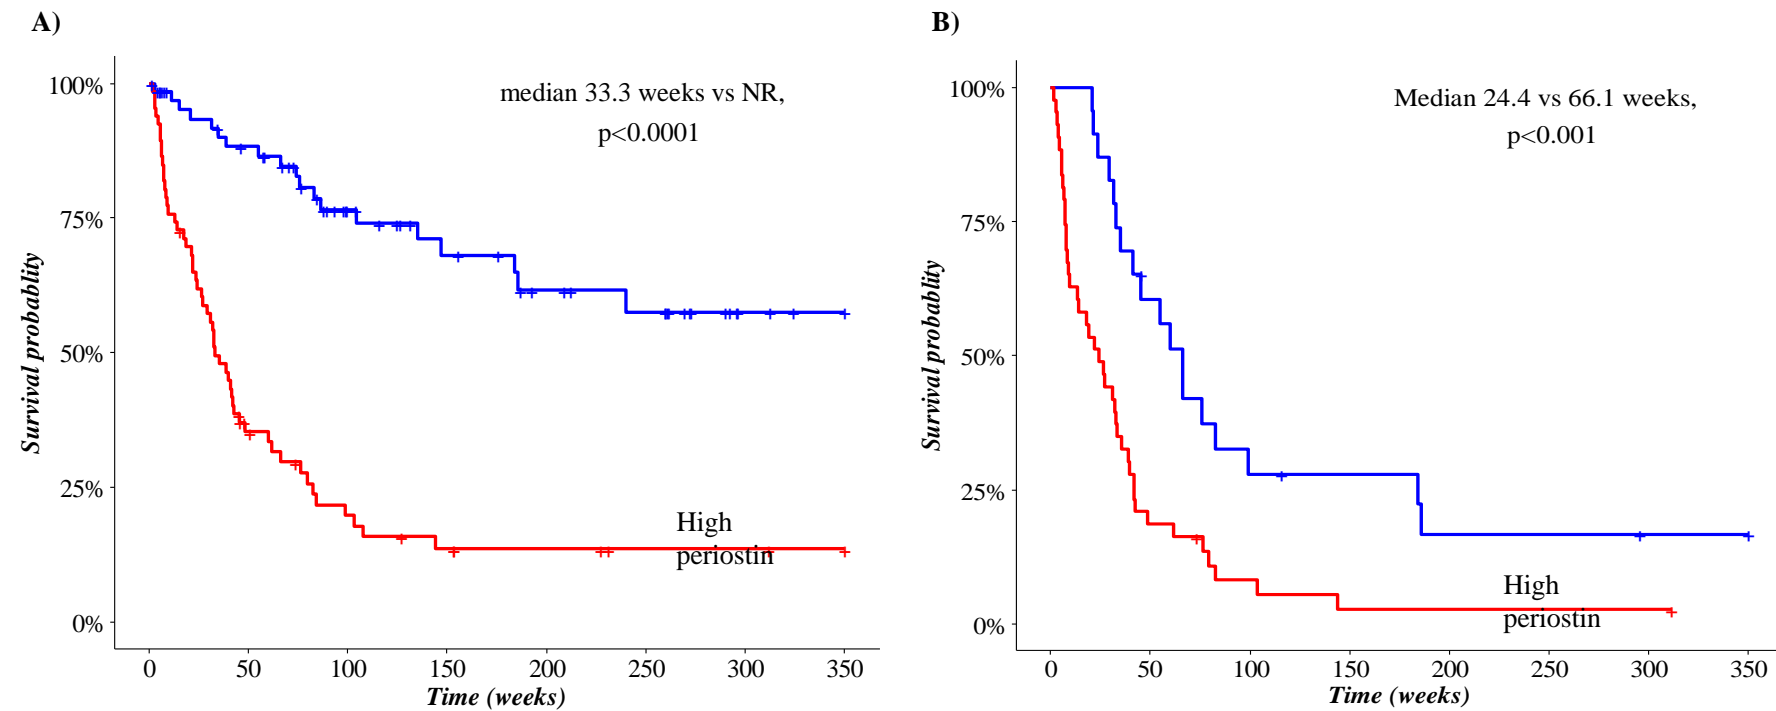 A)
median 33.3 weeks vs NR,
p<0.0001
100%
75%
50%
25%
0%
Survival probablity
High
periostin
0 50 100 150 200 250 300 350
Time (weeks)
B)
Median 24.4 vs 66.1 weeks,
p<0.001
100%
75%
50%
25%
0%
Survival probablity
High
periostin
0 50 100 150 200 250 300 350
Time (weeks)